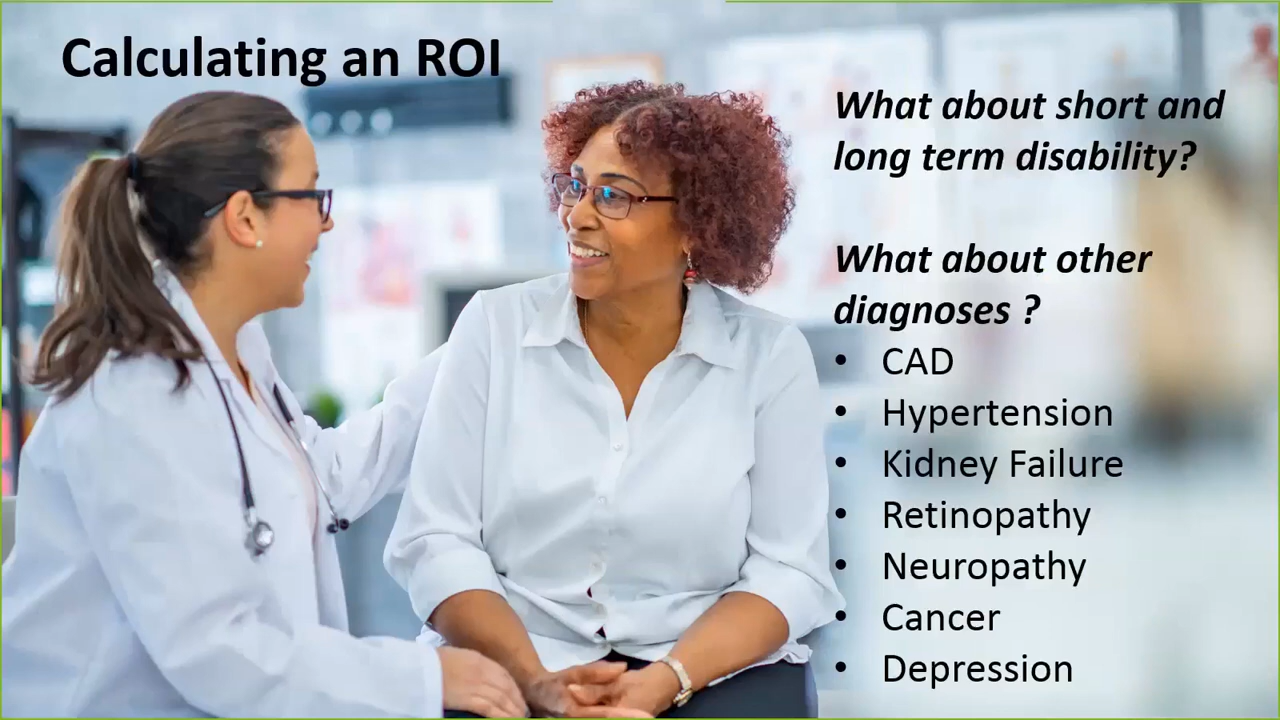 Calculating an ROI
What about short and
long term disability?
What about other
diagnoses ?
• CAD
• Hypertension
• Kidney Failure
• Retinopathy
• Neuropathy
• Cancer
• Depression